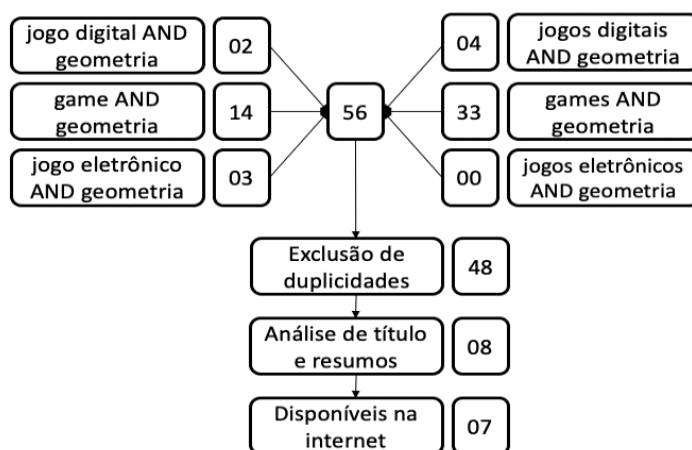 jogo digital AND
geometria
02
04
jogos digitais
AND geometria
game AND
geometria
14
56
33
games AND
geometria
jogo eletrônico
AND geometria
03
00
jogos eletrônicos
AND geometria
Exclusão de
duplicidades
48
Análise de título
e resumos
08
Disponíveis na
internet
07